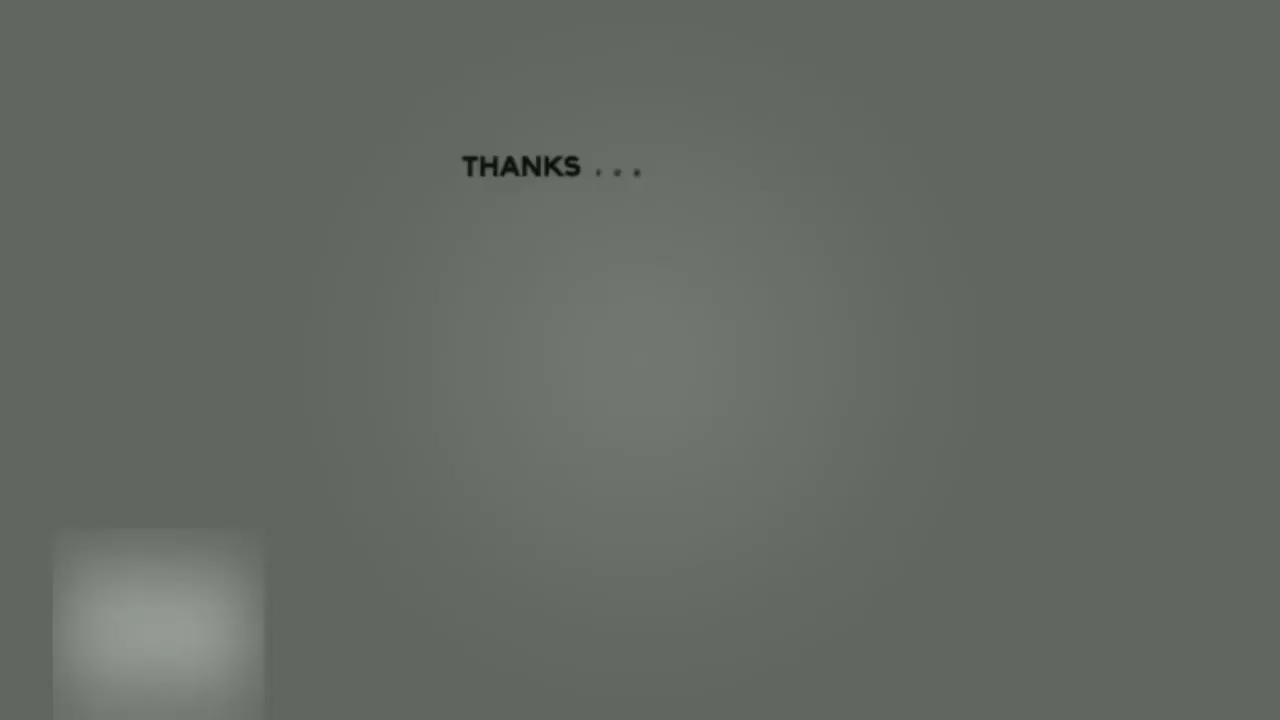 THANKS . . .